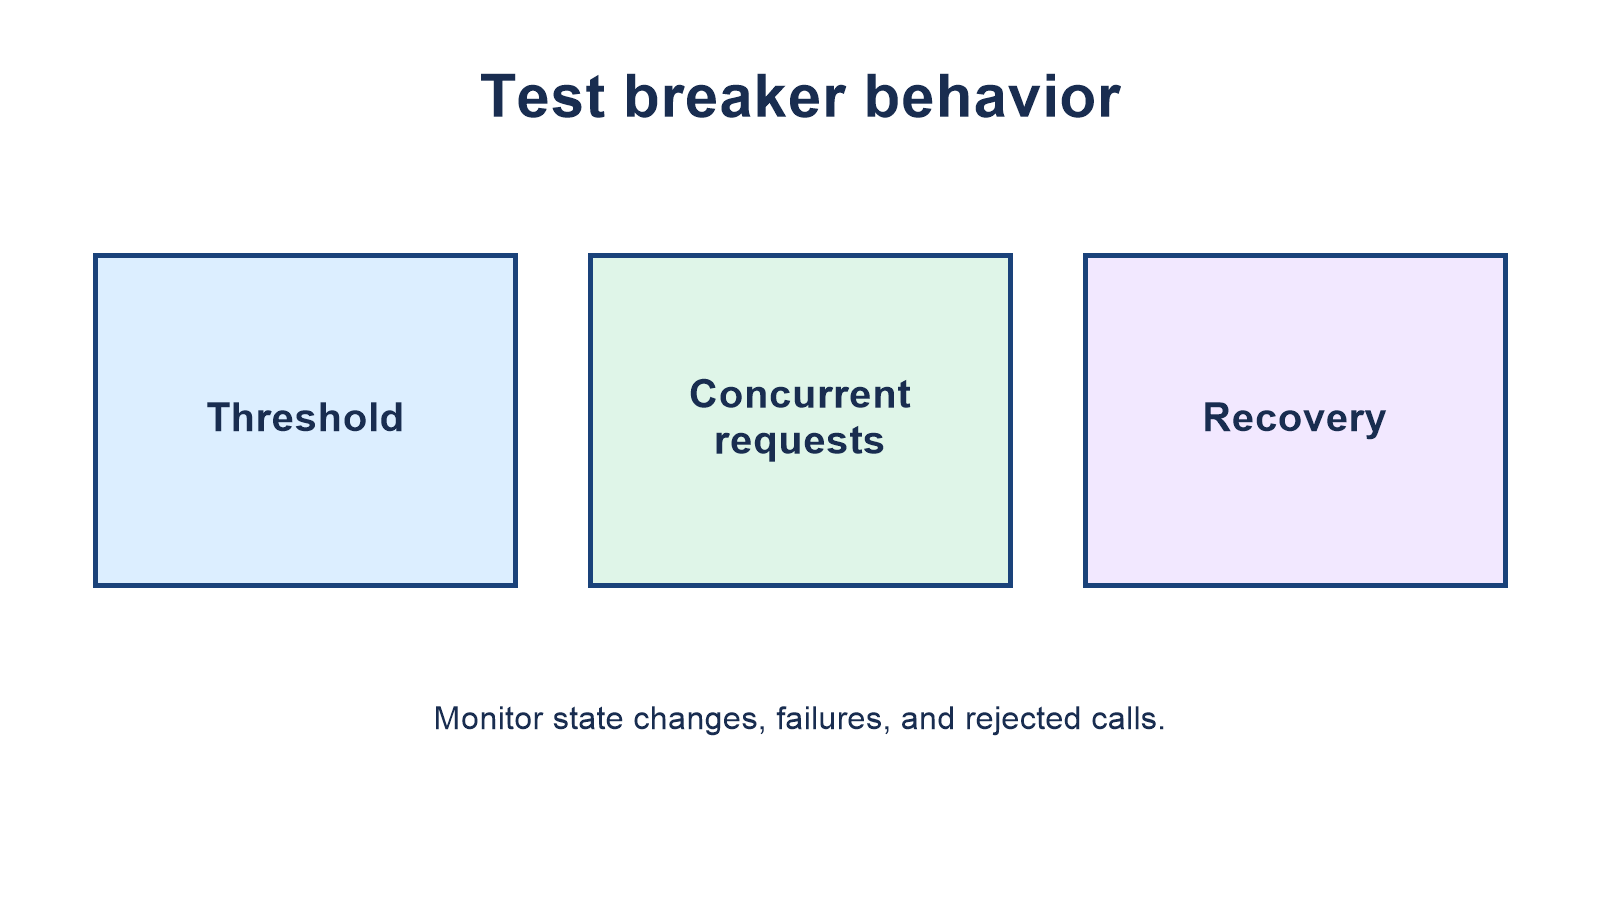 Test breaker behavior
Threshold
Concurrent
requests
Recovery
Monitor state changes, failures, and rejected calls.